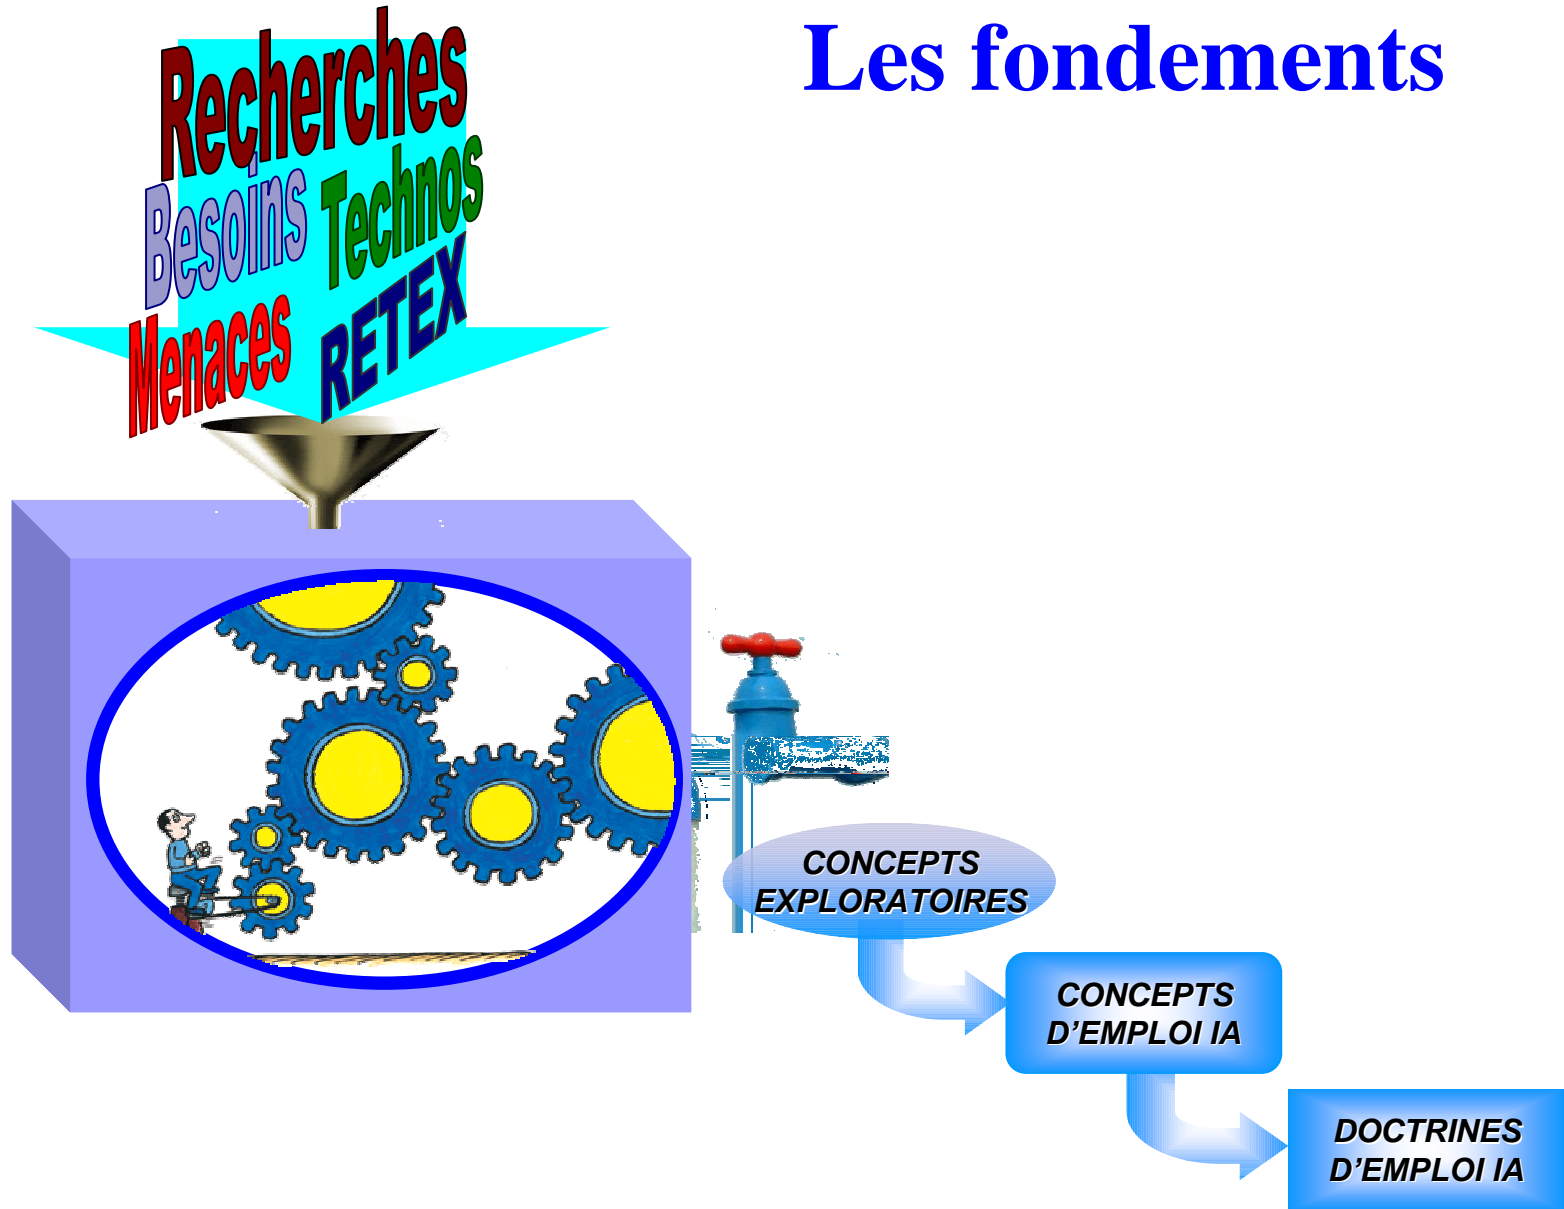 Les fondements
Recherches
Besoins
Technos
Menaces
RETEX
CONCEPTS
EXPLORATOIRES
CONCEPTS
D’EMPLOI IA
DOCTRINES
D’EMPLOI IA